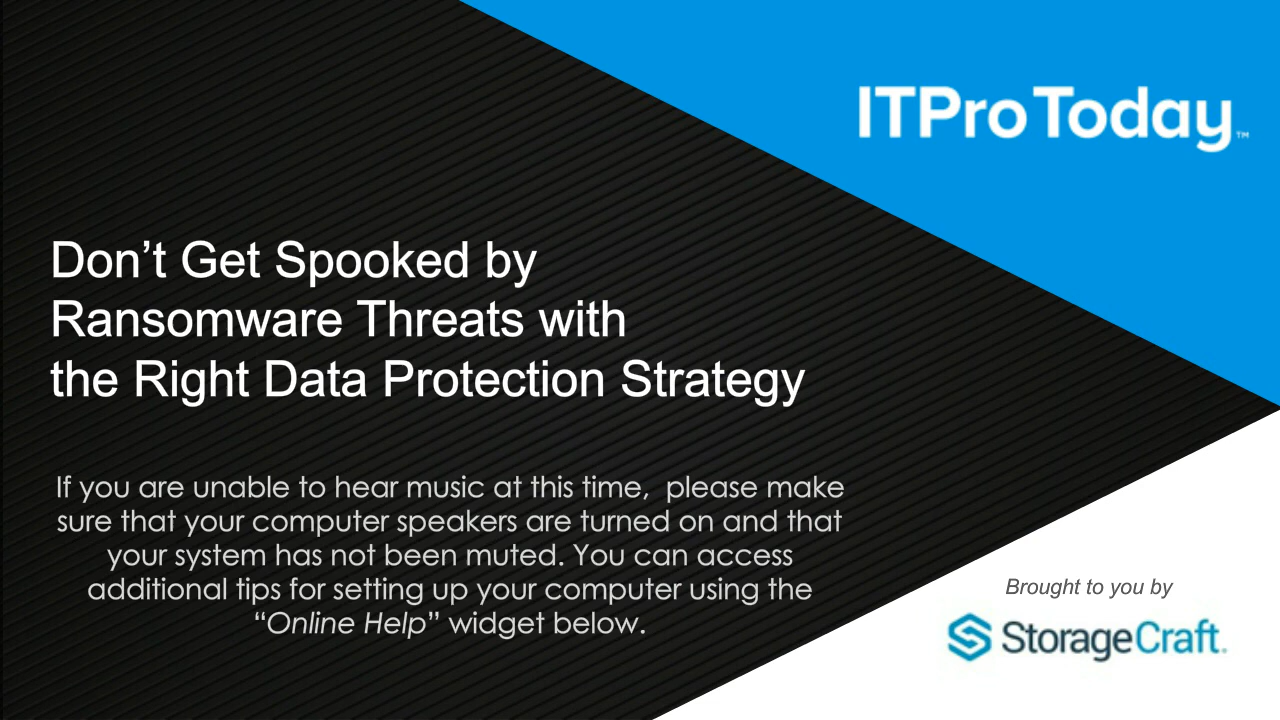 ITPro Today™
Don’t Get Spooked by
Ransomware Threats with
the Right Data Protection Strategy
If you are unable to hear music at this time,  please make
sure that your computer speakers are turned on and that
your system has not been muted. You can access
additional tips for setting up your computer using the
“Online Help” widget below.
Brought to you by
StorageCraft.